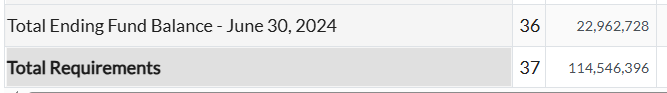 Total Ending Fund Balance - June 30, 2024 36 22,962,728
Total Requirements 37 114,546,396